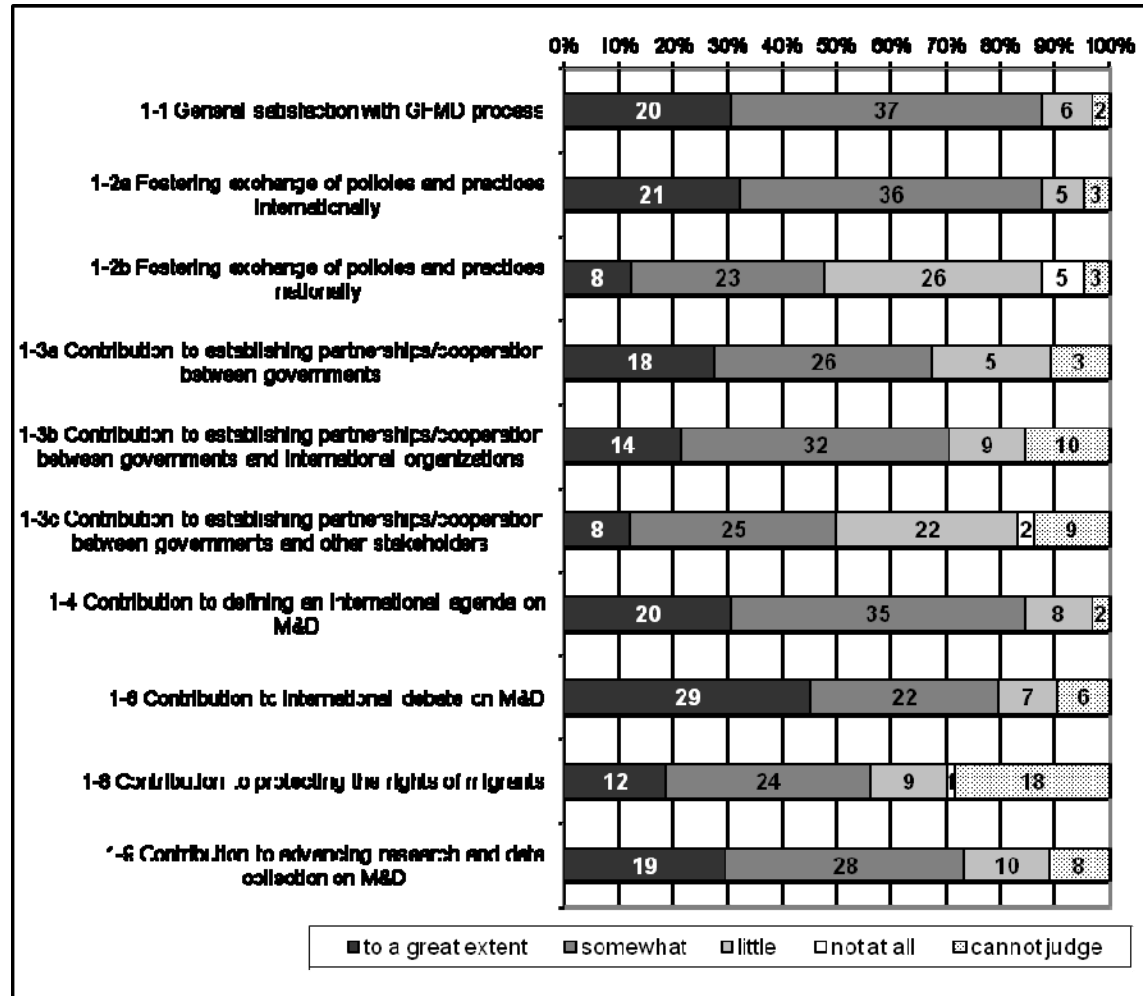 0% 10% 20% 30% 40% 50% 60% 70% 80% 90% 100%
1-1 General satisfaction with GFMD process
20 37 6 2
1-2a Fostering exchange of policies and practices
internationally
21 36 5 3
1-2b Fostering exchange of policies and practices
nationally
8 23 26 5 3
1-3a Contribution to establishing partnerships/cooperation
between governments
18 26 5 3
1-3b Contribution to establishing partnerships/cooperation
between governments and international organizations
14 32 9 10
1-3c Contribution to establishing partnerships/cooperation
between governments and other stakeholders
8 25 22 2 9
1-4 Contribution to defining an international agenda on
M&D
20 35 8 2
Contribution to international debate on M&D
29 22 7 6
Contribution to protecting the rights of migrants
12 24 9 1 18
Contribution to advancing research and data
collection on M&D
19 28 10 8
to a great extent somewhat little not at all cannot judge